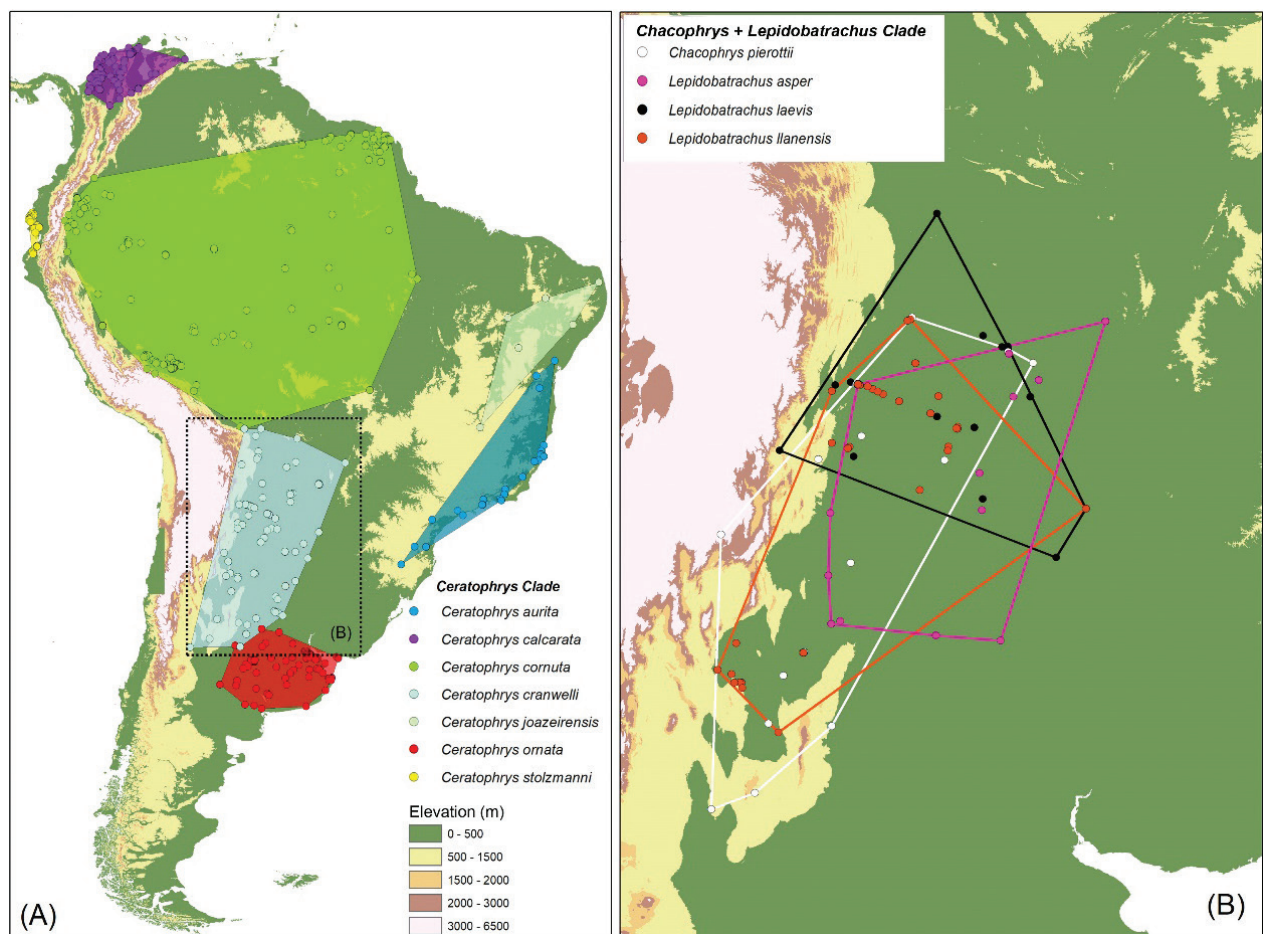 (B)
Ceratophrys Clade
Ceratophrys aurita
Ceratophrys calcarata
Ceratophrys cornuta
Ceratophrys cranwelli
Ceratophrys joazeirensis
Ceratophrys ornata
Ceratophrys stolzmanni
Elevation (m)
0 - 500
500 - 1500
1500 - 2000
2000 - 3000
3000 - 6500
(A)
Chacophrys + Lepidobatrachus Clade
Chacophrys pierottii
Lepidobatrachus asper
Lepidobatrachus laevis
Lepidobatrachus llanensis
(B)